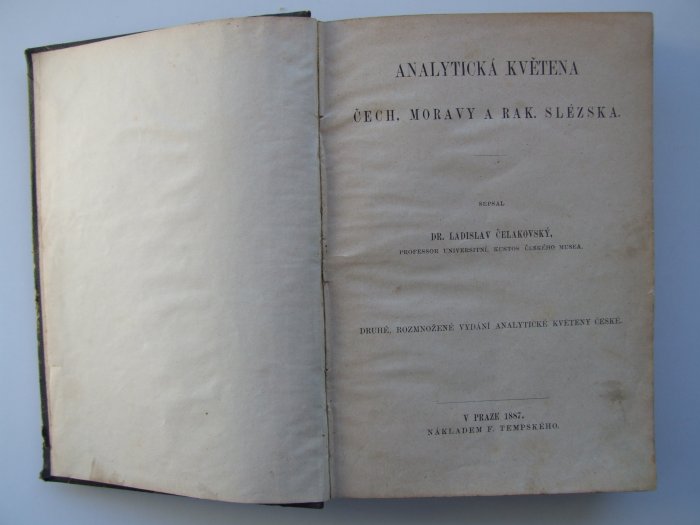 ANALYTICKÁ KVĚTENA
ČECH, MORAVY A RAK. SLÉZSKA.
SEPSAL
DR. LADISLAV ČELAKOVSKÝ,
PROFESSOR UNIVERSITNÍ, KUSTOS ČESKÉHO MUSEA.
DRUHÉ, ROZMNOŽENÉ VYDÁNÍ ANALYTICKÉ KVĚTENY ČESKÉ.
V PRAZE 1887.
NÁKLADEM F. TEMPSKÉHO.